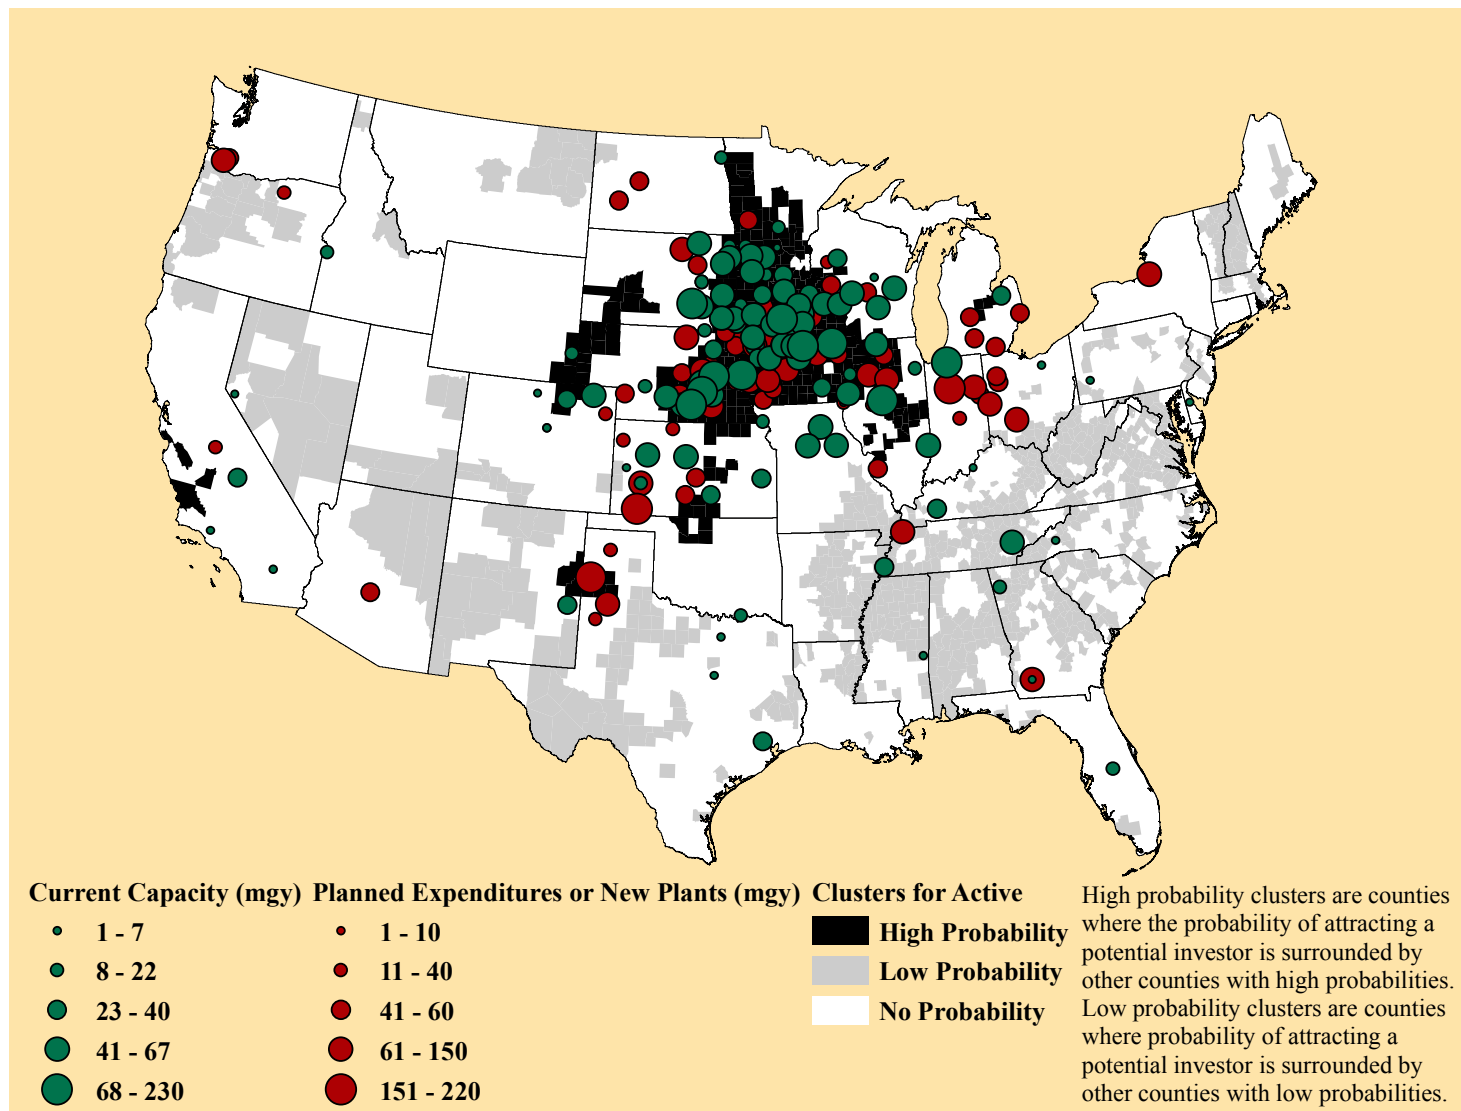 Current Capacity (mgy)
1 - 7
8 - 22
23 - 40
41 - 67
68 - 230
Planned Expenditures or New Plants (mgy)
1 - 10
11 - 40
41 - 60
61 - 150
151 - 220
Clusters for Active
High Probability
Low Probability
No Probability
High probability clusters are counties
where the probability of attracting a
potential investor is surrounded by
other counties with high probabilities.
Low probability clusters are counties
where probability of attracting a
potential investor is surrounded by
other counties with low probabilities.